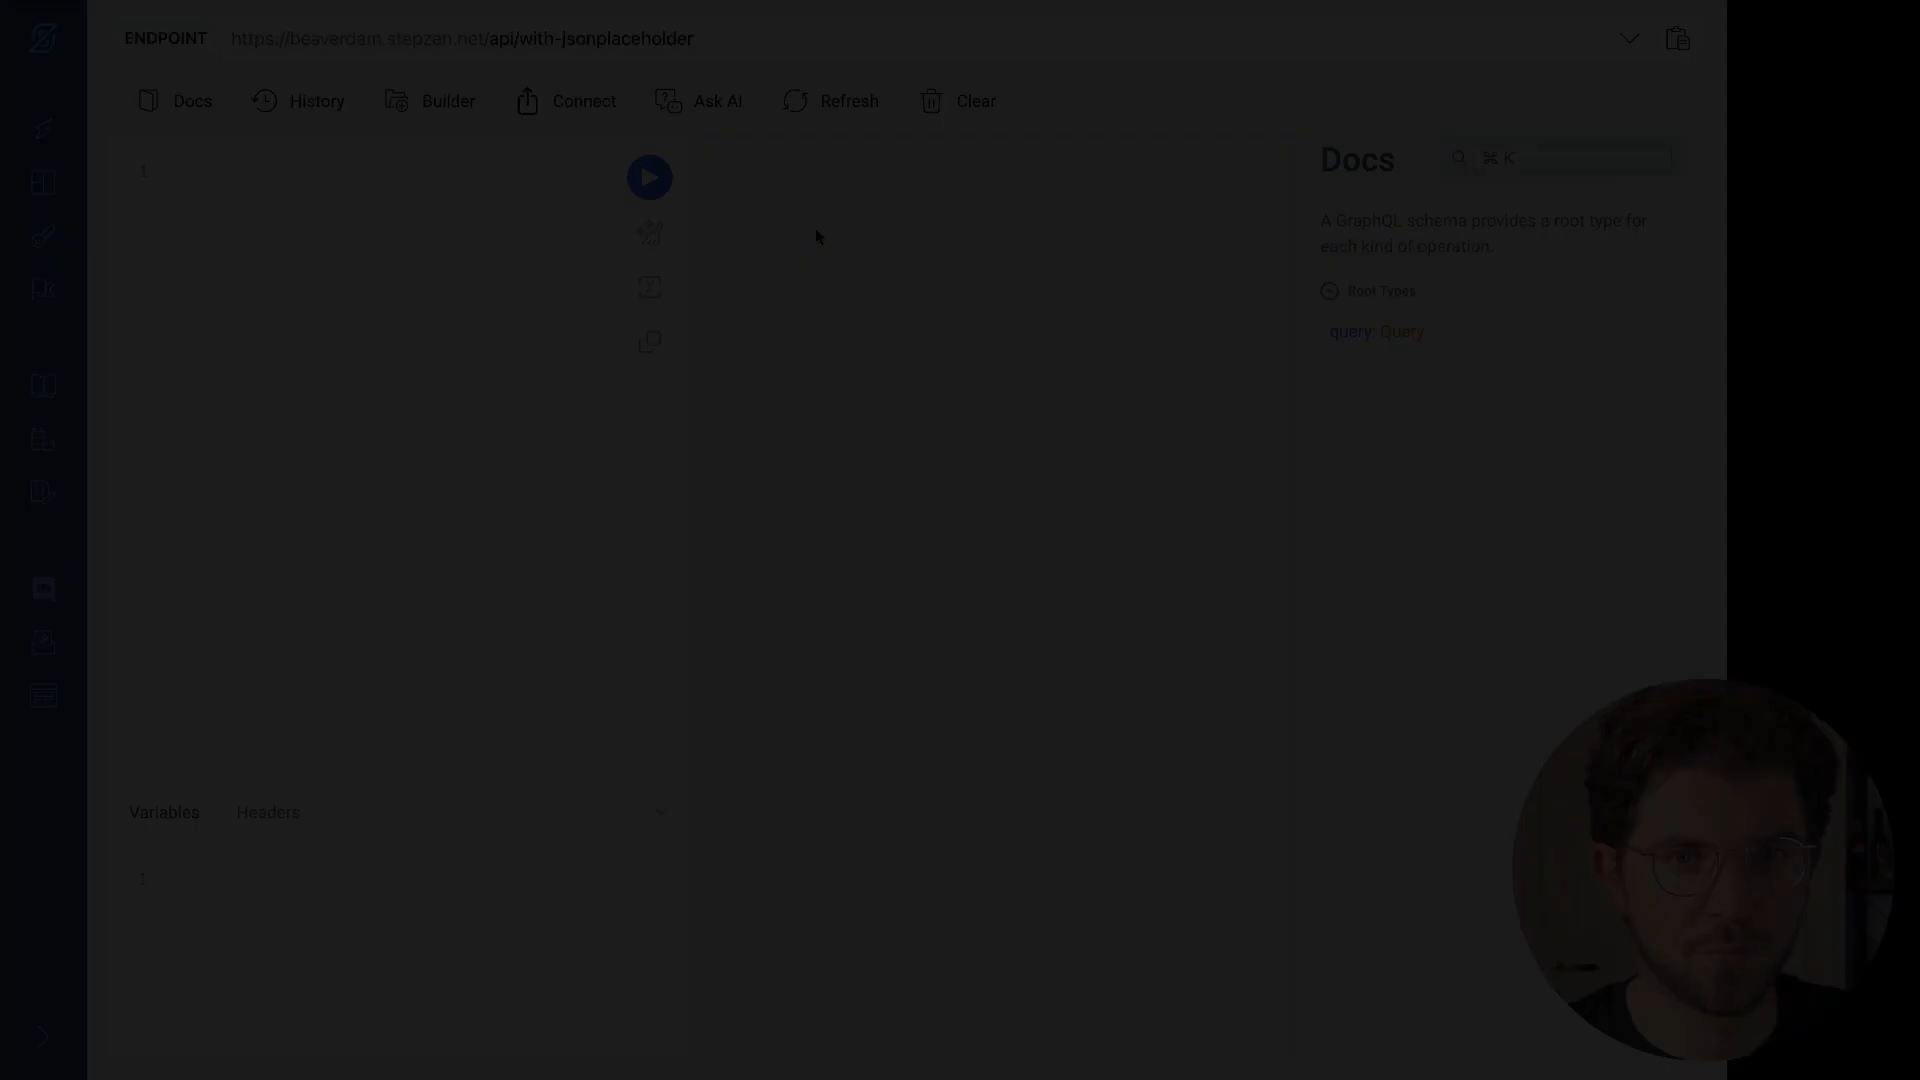 ENDPOINT https://beaverdam.stepzen.net/api/with-jsonplaceholder
Docs History Builder Connect Ask AI Refresh Clear
1
Docs
⌘ K
A GraphQL schema provides a root type for
each kind of operation.
Root Types
query: Query
Variables Headers
1